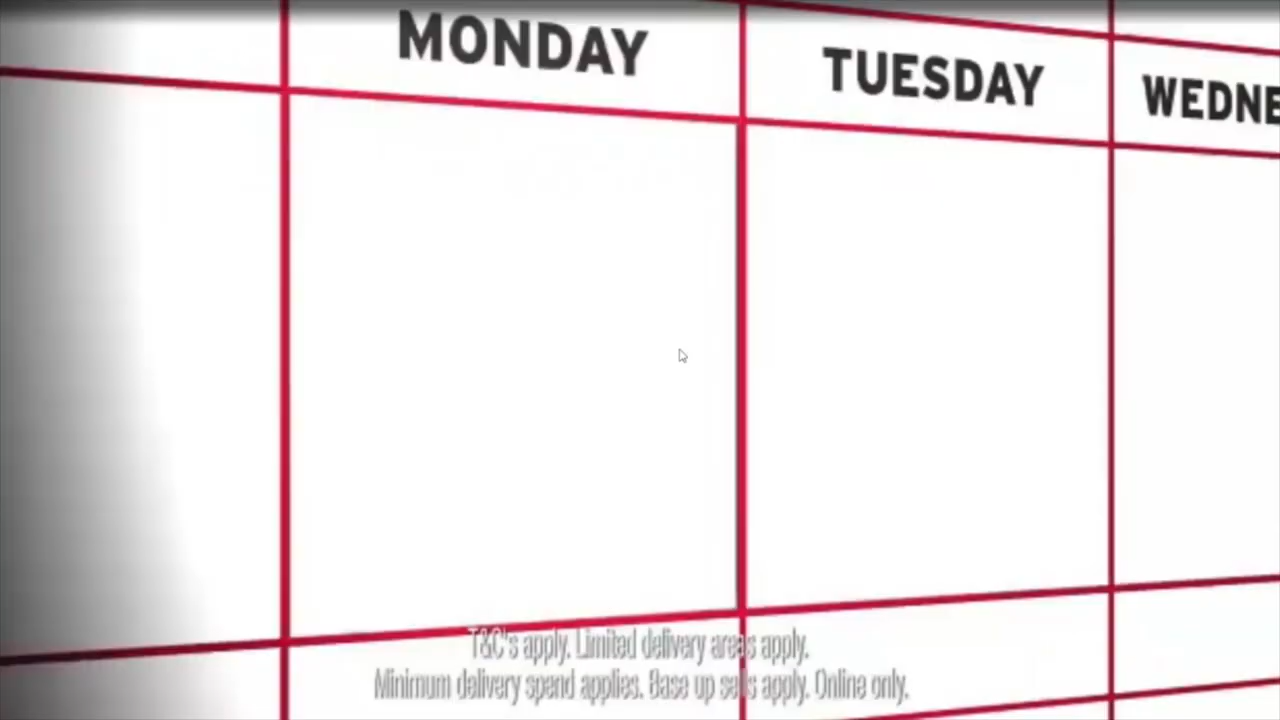 MONDAY TUESDAY WEDNE
T&C's apply. Limited delivery areas apply.
Minimum delivery spend applies. Base up sells apply. Online only.